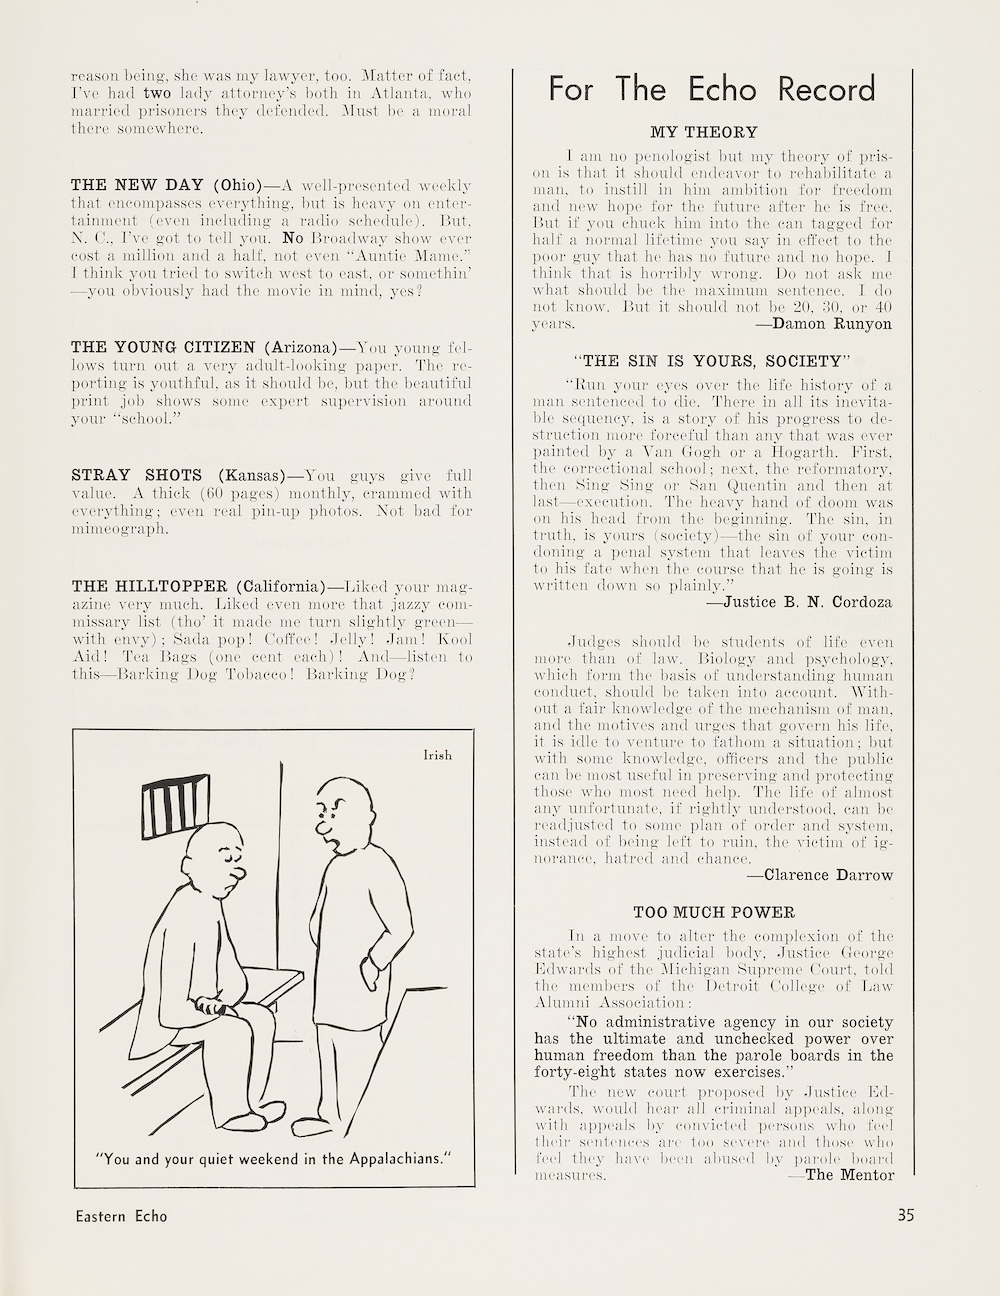 reason being, she was my lawyer, too. Matter of fact,
I've had two lady attorney's both in Atlanta, who
married prisoners they defended. Must be a moral
there somewhere.
THE NEW DAY (Ohio)—A well-presented weekly
that encompasses everything, but is heavy on enter-
tainment (even including a radio schedule). But,
N. C., I've got to tell you. No Broadway show ever
cost a million and a half, not even “Auntie Mame.”
I think you tried to switch west to east, or somethin'
—you obviously had the movie in mind, yes?
THE YOUNG CITIZEN (Arizona)—You young fel-
lows turn out a very adult-looking paper. The re-
porting is youthful, as it should be, but the beautiful
print job shows some expert supervision around
your “school.”
STRAY SHOTS (Kansas)—You guys give full
value. A thick (60 pages) monthly, crammed with
everything; even real pin-up photos. Not bad for
mimeograph.
THE HILLTOPPER (California)—Liked your mag-
azine very much. Liked even more that jazzy com-
missary list (tho' it made me turn slightly green—
with envy); Sada pop! Coffee! Jelly! Jam! Kool
Aid! Tea Bags (one cent each)! And—listen to
this—Barking Dog Tobacco! Barking Dog?
Irish
"You and your quiet weekend in the Appalachians."
For The Echo Record
MY THEORY
I am no penologist but my theory of pris-
on is that it should endeavor to rehabilitate a
man, to instill in him ambition for freedom
and new hope for the future after he is free.
But if you chuck him into the can tagged for
half a normal lifetime you say in effect to the
poor guy that he has no future and no hope. I
think that is horribly wrong. Do not ask me
what should be the maximum sentence. I do
not know. But it should not be 20, 30, or 40
years. —Damon Runyon
“THE SIN IS YOURS, SOCIETY”
“Run your eyes over the life history of a
man sentenced to die. There in all its inevita-
ble sequency, is a story of his progress to de-
struction more forceful than any that was ever
painted by a Van Gogh or a Hogarth. First,
the correctional school; next, the reformatory,
then Sing Sing or San Quentin and then at
last—execution. The heavy hand of doom was
on his head from the beginning. The sin, in
truth, is yours (society)—the sin of your con-
doning a penal system that leaves the victim
to his fate when the course that he is going is
written down so plainly.”
—Justice B. N. Cordoza
Judges should be students of life even
more than of law. Biology and psychology,
which form the basis of understanding human
conduct, should be taken into account. With-
out a fair knowledge of the mechanism of man,
and the motives and urges that govern his life,
it is idle to venture to fathom a situation; but
with some knowledge, officers and the public
can be most useful in preserving and protecting
those who most need help. The life of almost
any unfortunate, if rightly understood, can be
readjusted to some plan of order and system,
instead of being left to ruin, the victim of ig-
norance, hatred and chance.
—Clarence Darrow
TOO MUCH POWER
In a move to alter the complexion of the
state's highest judicial body, Justice George
Edwards of the Michigan Supreme Court, told
the members of the Detroit College of Law
Alumni Association:
“No administrative agency in our society
has the ultimate and unchecked power over
human freedom than the parole boards in the
forty-eight states now exercises.”
The new court proposed by Justice Ed-
wards, would hear all criminal appeals, along
with appeals by convicted persons who feel
their sentences are too severe and those who
feel they have been abused by parole board
measures. —The Mentor
Eastern Echo
35